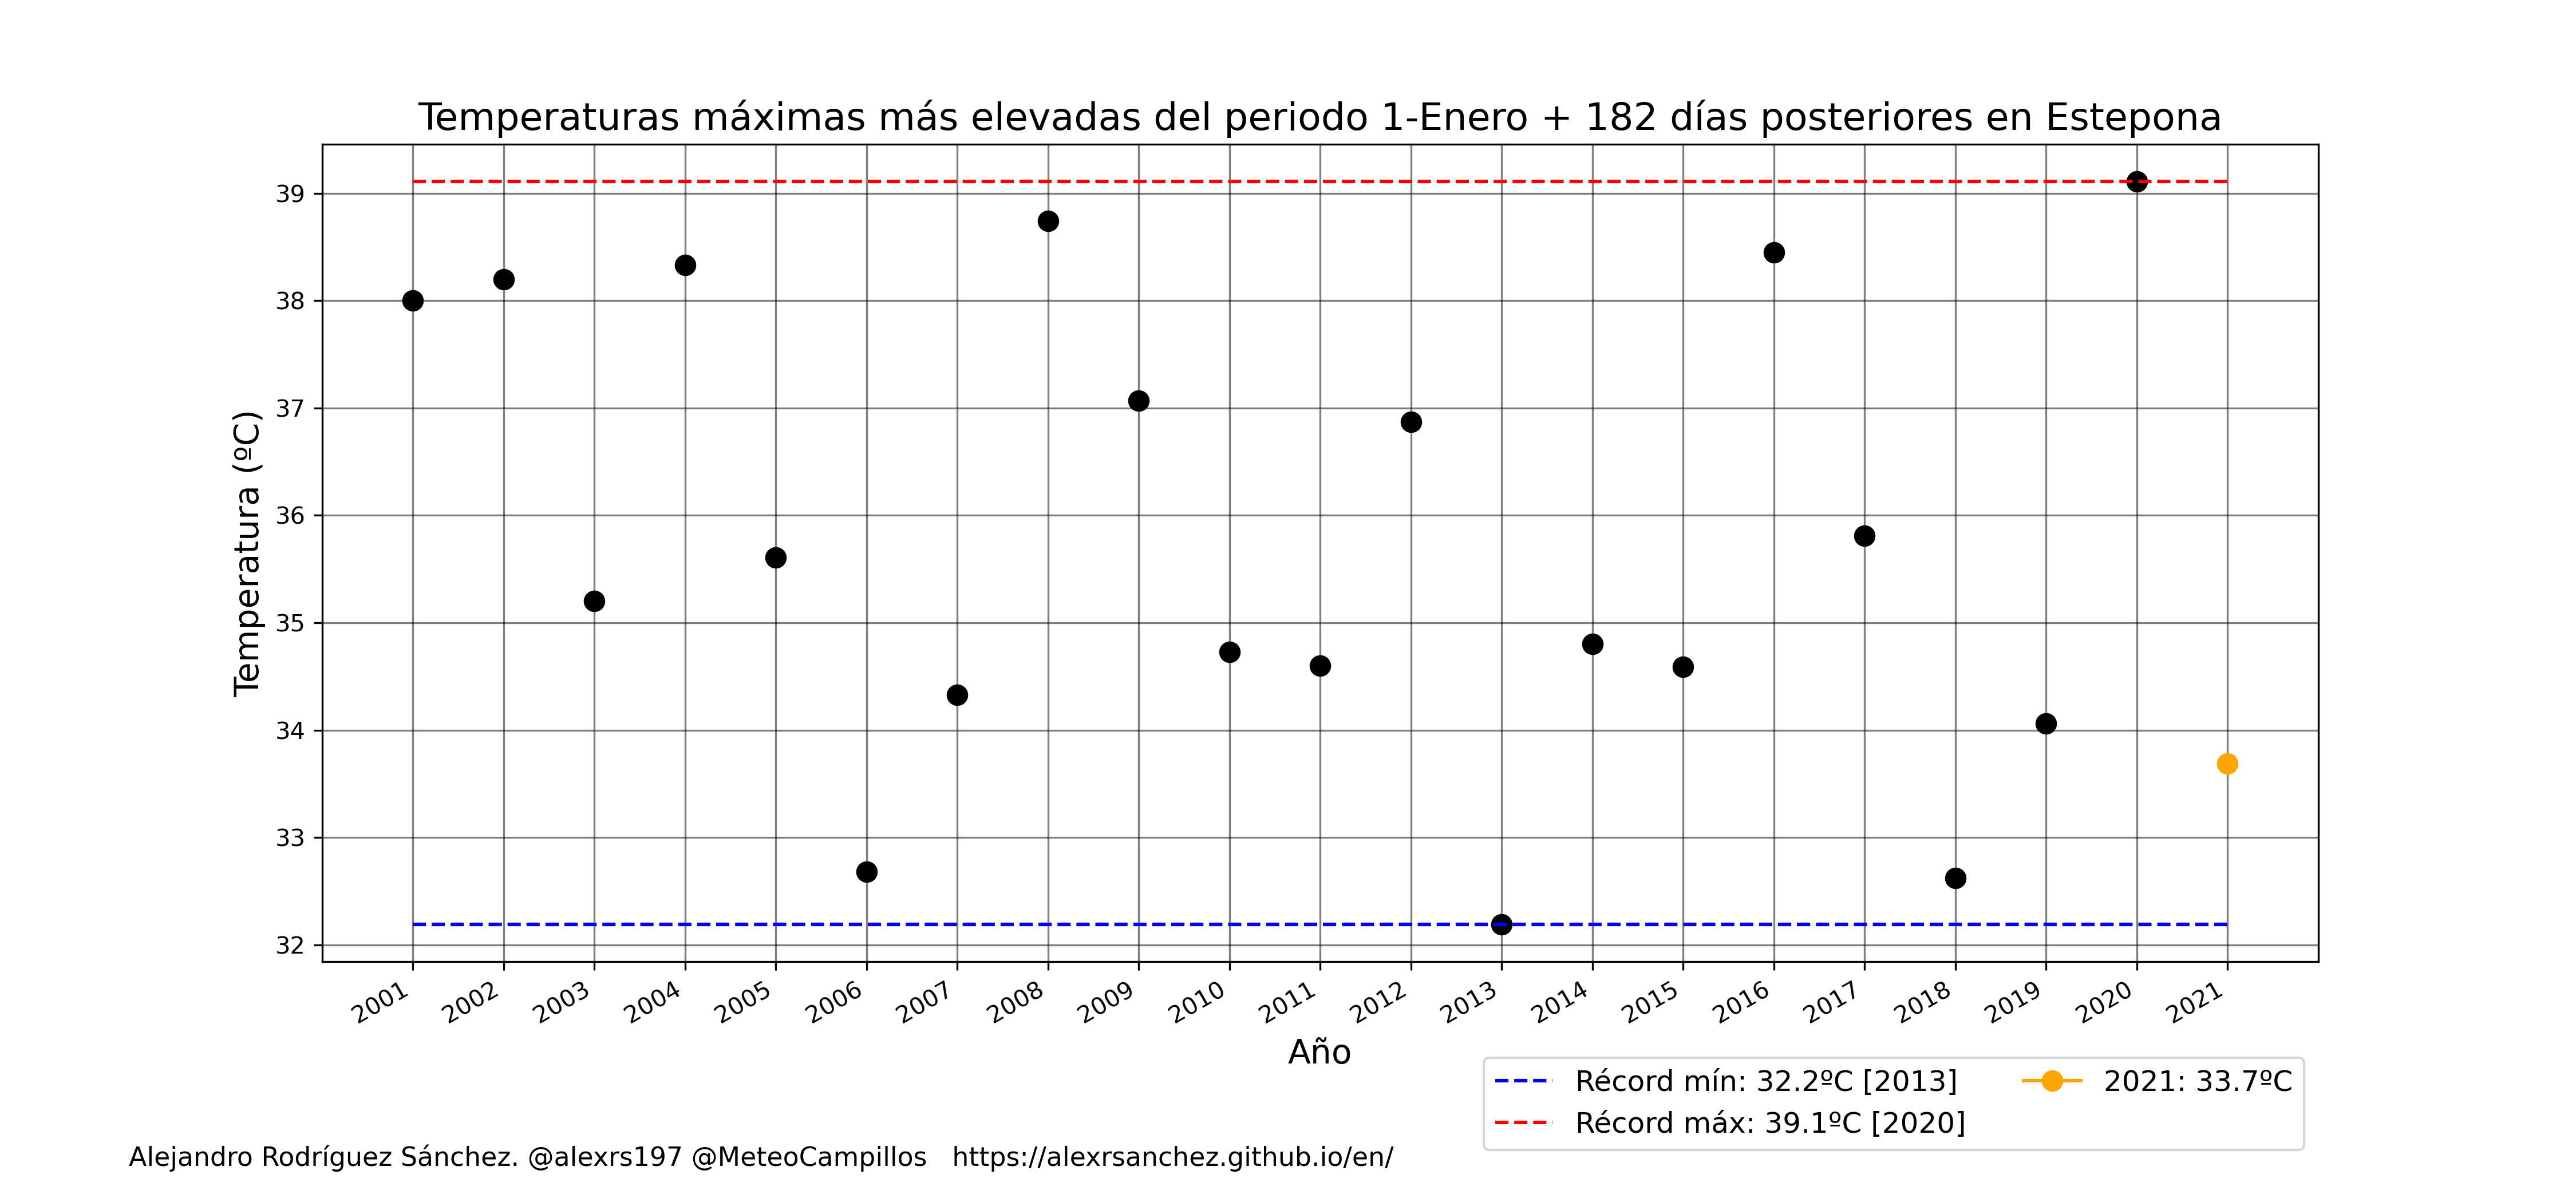 Temperaturas máximas más elevadas del periodo 1-Enero + 182 días posteriores en Estepona
Temperatura (ºC)
39
38
37
36
35
34
33
32
2001 2002 2003 2004 2005 2006 2007 2008 2009 2010 2011 2012 2013 2014 2015 2016 2017 2018 2019 2020 2021
Año
Récord mín: 32.2ºC [2013]
Récord máx: 39.1ºC [2020]
2021: 33.7ºC
Alejandro Rodríguez Sánchez. @alexrs197 @MeteoCampillos https://alexrsanchez.github.io/en/